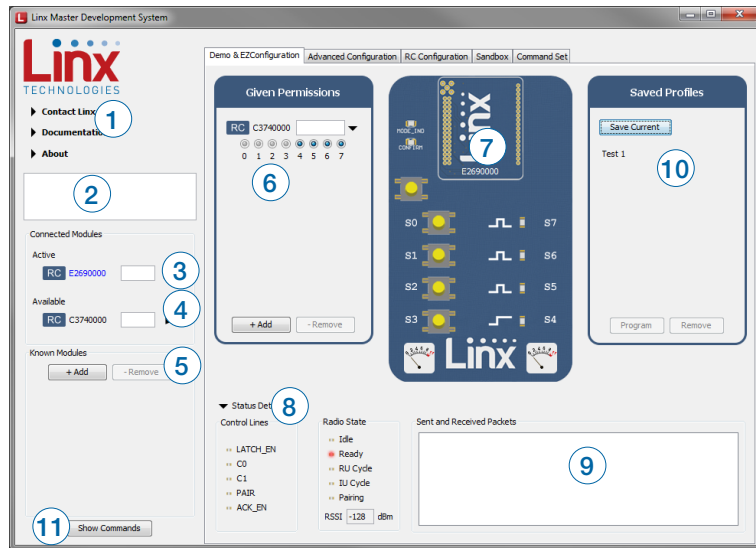 Linx Master Development System
Linx
TECHNOLOGIES
Contact Linx
1
Documentati
About
2
Connected Modules
Active
RC E2690000
3
Available
RC C3740000
4
Known Modules
+ Add - Remove
5
11
Show Commands
Demo & EZConfiguration Advanced Configuration RC Configuration Sandbox Command Set
Given Permissions
RC C3740000
0 1 2 3 4 5 6 7
6
+ Add - Remove
MODE_IND
CONFIRM
Linx
7
E2690000
S0 S7
S1 S6
S2 S5
S3 S4
Linx
Saved Profiles
Save Current
Test 1
10
Program Remove
Status Det
8
Control Lines
LATCH_EN
C0
C1
PAIR
ACK_EN
Radio State
Idle
Ready
RU Cycle
IU Cycle
Pairing
RSSI -128 dBm
Sent and Received Packets
9